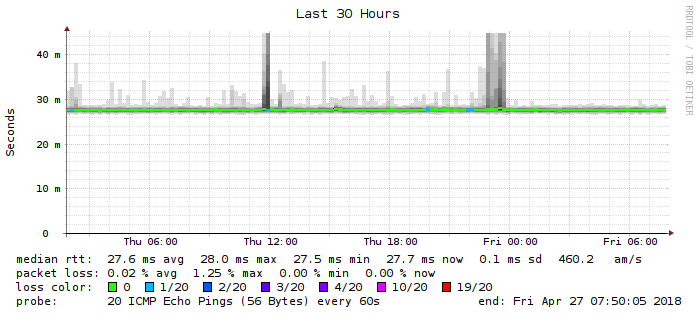 Last 30 Hours
RRDTOOL / TOBI OETIKER
Seconds
40 m
30 m
20 m
10 m
0
Thu 06:00 Thu 12:00 Thu 18:00 Fri 00:00 Fri 06:00
median rtt: 27.6 ms avg 28.0 ms max 27.5 ms min 27.7 ms now 0.1 ms sd 460.2 am/s
packet loss: 0.02 % avg 1.25 % max 0.00 % min 0.00 % now
loss color: 0 1/20 2/20 3/20 4/20 10/20 19/20
probe: 20 ICMP Echo Pings (56 Bytes) every 60s end: Fri Apr 27 07:50:05 2018